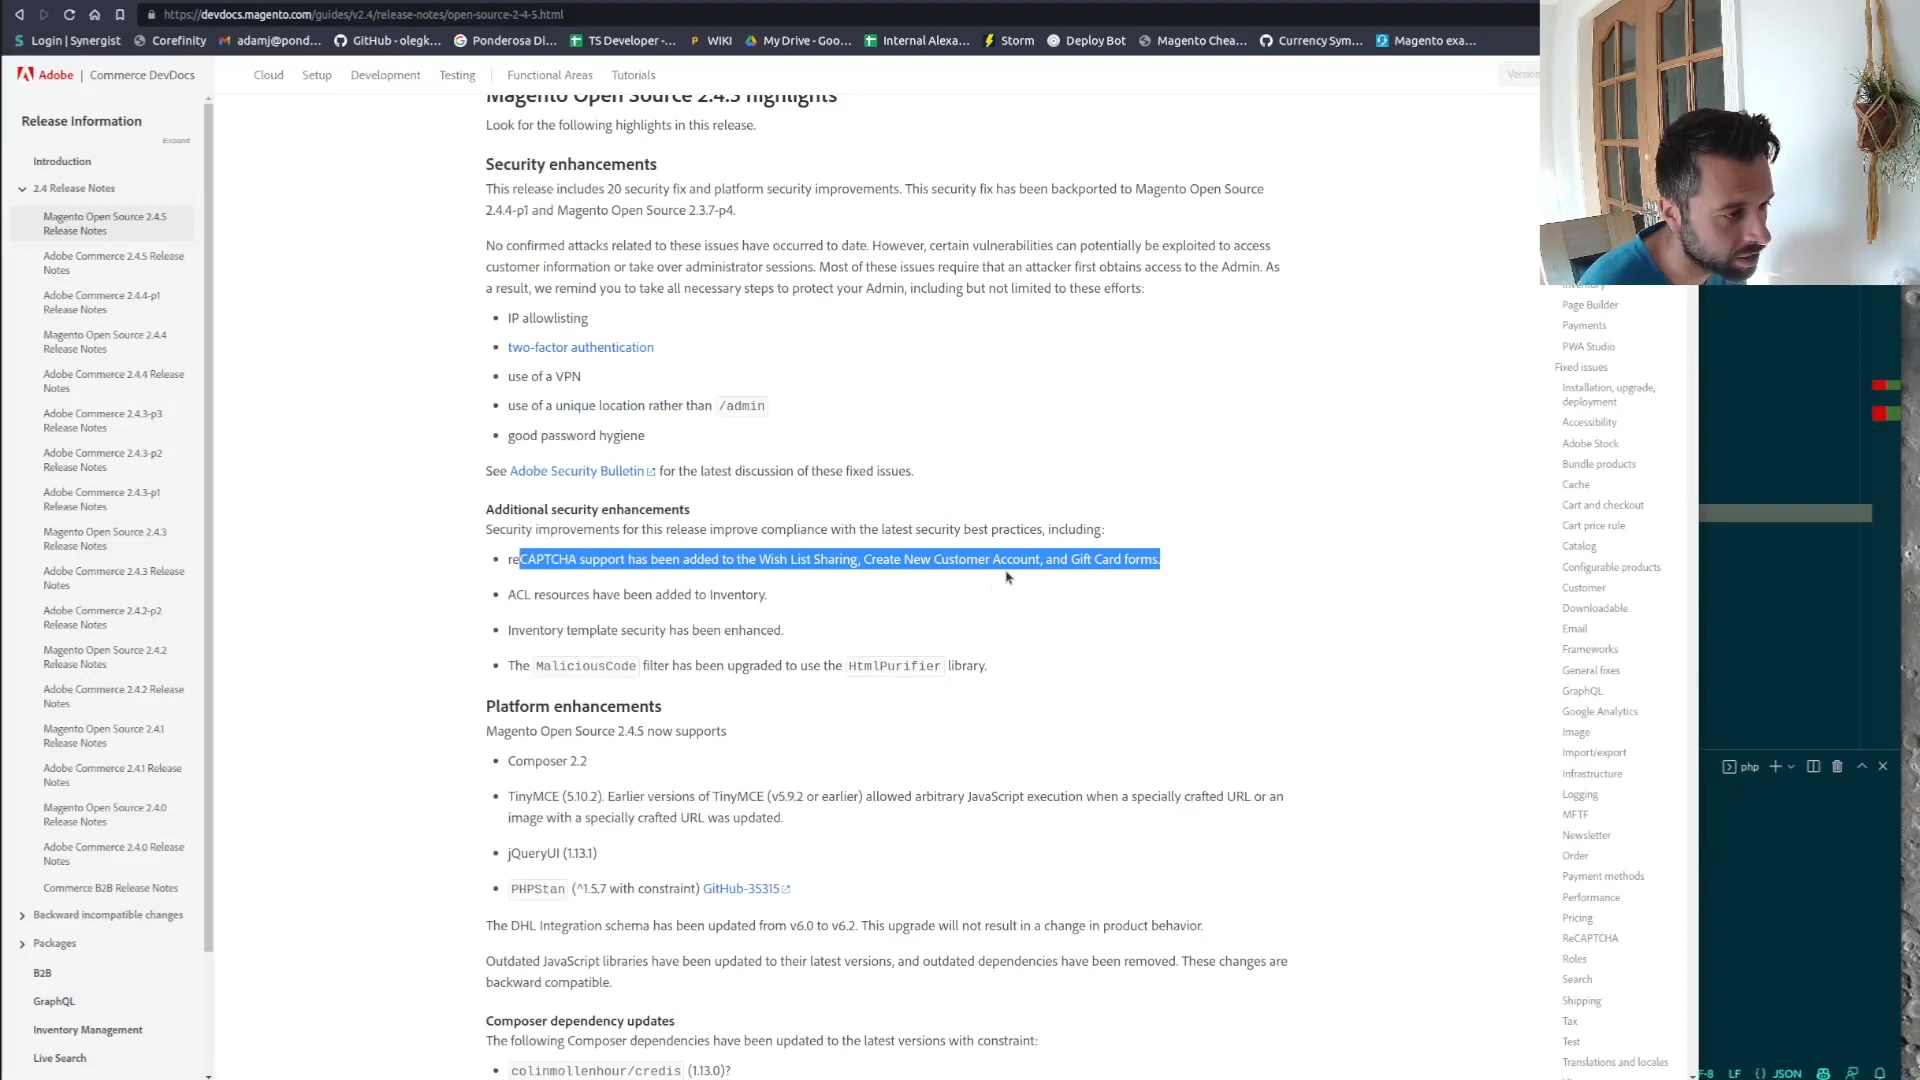 https://devdocs.magento.com/guides/v2.4/release-notes/open-source-2-4-5.html
Login | Synergist
Corefinity
adamj@pond...
GitHub - olegk...
Ponderosa Di...
TS Developer -...
WIKI
My Drive - Goo...
Internal Alexa...
Storm
Deploy Bot
Magento Chea...
Currency Sym...
Magento exa...
Adobe | Commerce DevDocs
Cloud
Setup
Development
Testing
Functional Areas
Tutorials
Version
Release Information
Expand
Introduction
2.4 Release Notes
Magento Open Source 2.4.5
Release Notes
Adobe Commerce 2.4.5 Release
Notes
Adobe Commerce 2.4.4-p1
Release Notes
Magento Open Source 2.4.4
Release Notes
Adobe Commerce 2.4.4 Release
Notes
Adobe Commerce 2.4.3-p3
Release Notes
Adobe Commerce 2.4.3-p2
Release Notes
Adobe Commerce 2.4.3-p1
Release Notes
Magento Open Source 2.4.3
Release Notes
Adobe Commerce 2.4.3 Release
Notes
Adobe Commerce 2.4.2-p2
Release Notes
Magento Open Source 2.4.2
Release Notes
Adobe Commerce 2.4.2 Release
Notes
Magento Open Source 2.4.1
Release Notes
Adobe Commerce 2.4.1 Release
Notes
Magento Open Source 2.4.0
Release Notes
Adobe Commerce 2.4.0 Release
Notes
Commerce B2B Release Notes
Backward incompatible changes
Packages
B2B
GraphQL
Inventory Management
Live Search
Magento Open Source 2.4.5 highlights
Look for the following highlights in this release.
Security enhancements
This release includes 20 security fix and platform security improvements. This security fix has been backported to Magento Open Source
2.4.4-p1 and Magento Open Source 2.3.7-p4.
No confirmed attacks related to these issues have occurred to date. However, certain vulnerabilities can potentially be exploited to access
customer information or take over administrator sessions. Most of these issues require that an attacker first obtains access to the Admin. As
a result, we remind you to take all necessary steps to protect your Admin, including but not limited to these efforts:
• IP allowlisting
• two-factor authentication
• use of a VPN
• use of a unique location rather than /admin
• good password hygiene
See Adobe Security Bulletin for the latest discussion of these fixed issues.
Additional security enhancements
Security improvements for this release improve compliance with the latest security best practices, including:
• reCAPTCHA support has been added to the Wish List Sharing, Create New Customer Account, and Gift Card forms.
• ACL resources have been added to Inventory.
• Inventory template security has been enhanced.
• The MaliciousCode filter has been upgraded to use the HtmlPurifier library.
Platform enhancements
Magento Open Source 2.4.5 now supports
• Composer 2.2
• TinyMCE (5.10.2). Earlier versions of TinyMCE (v5.9.2 or earlier) allowed arbitrary JavaScript execution when a specially crafted URL or an
image with a specially crafted URL was updated.
• jQueryUI (1.13.1)
• PHPStan (^1.5.7 with constraint) GitHub-35315
The DHL Integration schema has been updated from v6.0 to v6.2. This upgrade will not result in a change in product behavior.
Outdated JavaScript libraries have been updated to their latest versions, and outdated dependencies have been removed. These changes are
backward compatible.
Composer dependency updates
The following Composer dependencies have been updated to the latest versions with constraint:
• colinmollenhour/credis (1.13.0)?
Inventory
Page Builder
Payments
PWA Studio
Fixed issues
Installation, upgrade,
deployment
Accessibility
Adobe Stock
Bundle products
Cache
Cart and checkout
Cart price rule
Catalog
Configurable products
Customer
Downloadable
Email
Frameworks
General fixes
GraphQL
Google Analytics
Image
Import/export
Infrastructure
Logging
MFTF
Newsletter
Order
Payment methods
Performance
Pricing
ReCAPTCHA
Roles
Search
Shipping
Tax
Test
Translations and locales
php
F-8
LF
{ } JSON